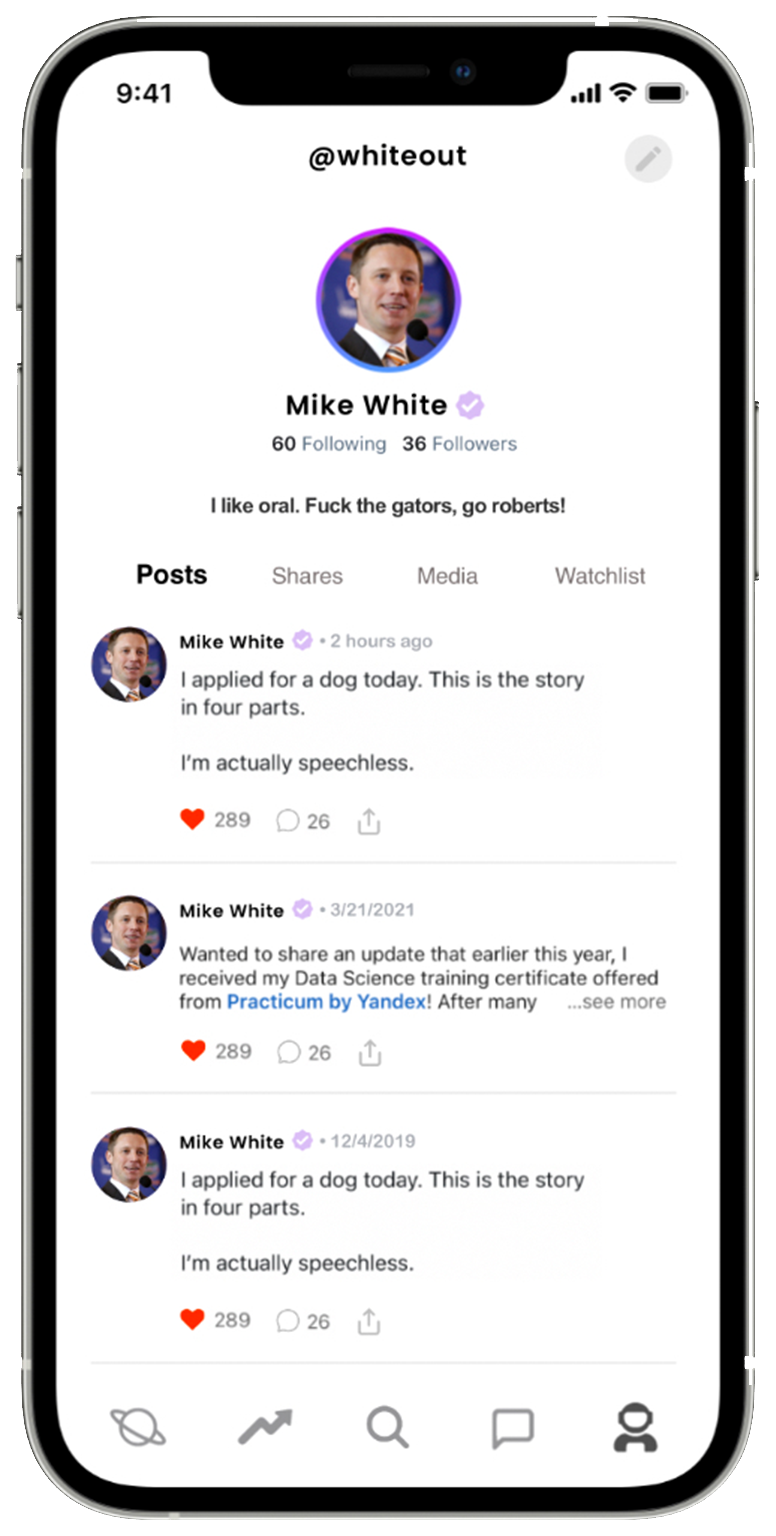 9:41
@whiteout
Mike White
60 Following 36 Followers
I like oral. Fuck the gators, go roberts!
Posts Shares Media Watchlist
Mike White • 2 hours ago
I applied for a dog today. This is the story
in four parts.
I’m actually speechless.
289 26
Mike White • 3/21/2021
Wanted to share an update that earlier this year, I
received my Data Science training certificate offered
from Practicum by Yandex! After many ...see more
289 26
Mike White • 12/4/2019
I applied for a dog today. This is the story
in four parts.
I’m actually speechless.
289 26